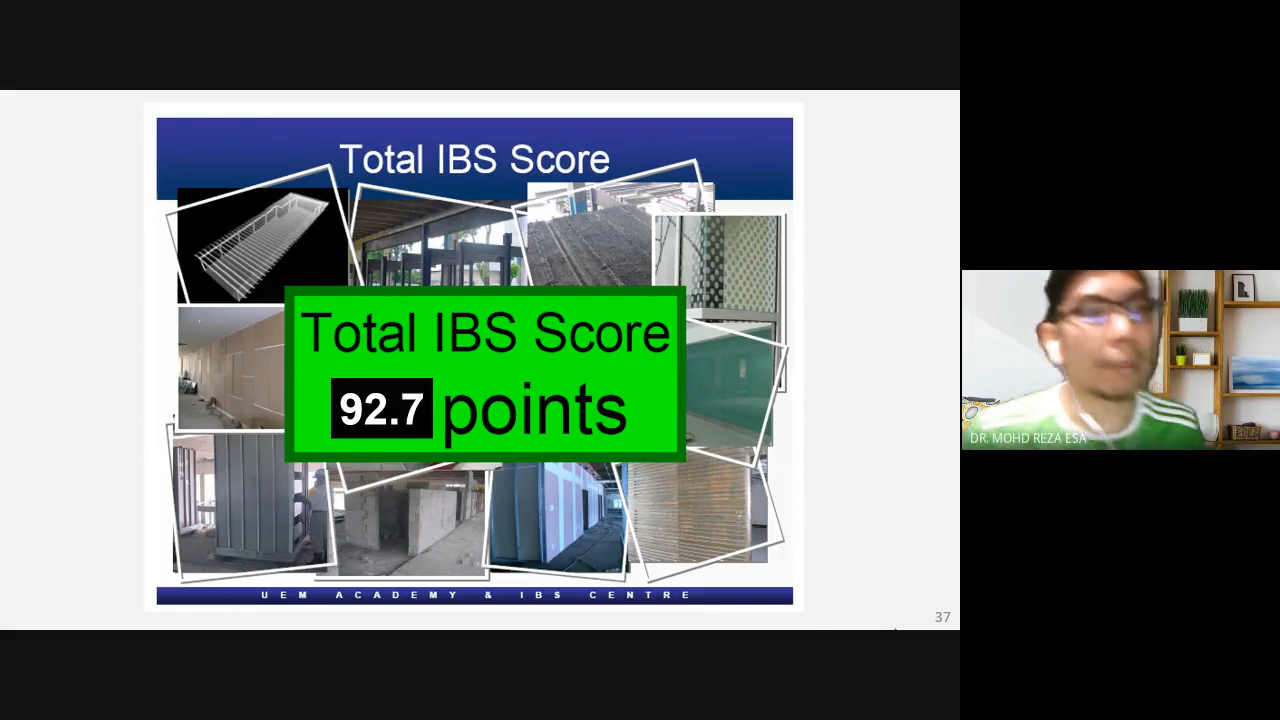 Total IBS Score
Total IBS Score
92.7 points
UEM ACADEMY & IBS CENTRE
37
DR. MOHD REZA ESA